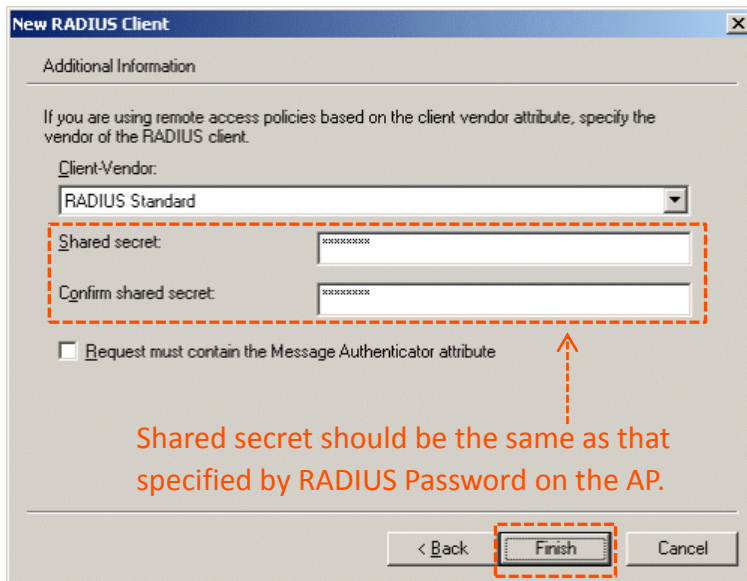 New RADIUS Client
Additional Information
If you are using remote access policies based on the client vendor attribute, specify the
vendor of the RADIUS client.
Client-Vendor:
RADIUS Standard
Shared secret:
xxxxxxxx
Confirm shared secret:
xxxxxxxx
Request must contain the Message Authenticator attribute
Shared secret should be the same as that
specified by RADIUS Password on the AP.
< Back
Finish
Cancel